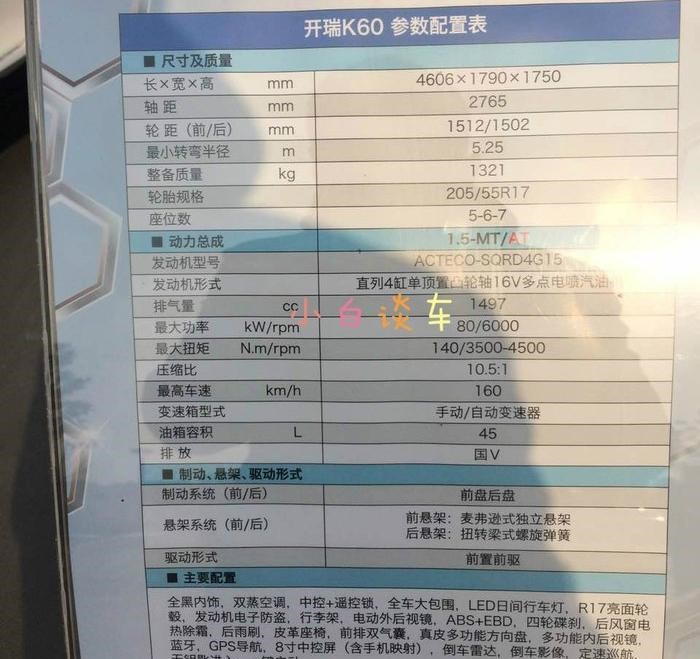 开瑞K60 参数配置表
■ 尺寸及质量
长×宽×高 mm 4606×1790×1750
轴 距 mm 2765
轮 距（前/后） mm 1512/1502
最小转弯半径 m 5.25
整备质量 kg 1321
轮胎规格 205/55R17
座位数 5-6-7
■ 动力总成 1.5-MT/AT
发动机型号 ACTECO-SQRD4G15
发动机形式 直列4缸单顶置凸轮轴16V多点电喷汽油
排气量 cc 1497
小白谈车
最大功率 kW/rpm 80/6000
最大扭矩 N.m/rpm 140/3500-4500
压缩比 10.5:1
最高车速 km/h 160
变速箱型式 手动/自动变速器
油箱容积 L 45
排 放 国Ⅴ
■ 制动、悬架、驱动形式
制动系统（前/后） 前盘后盘
悬架系统（前/后） 前悬架：麦弗逊式独立悬架
后悬架：扭转梁式螺旋弹簧
驱动形式 前置前驱
■ 主要配置
全黑内饰，双蒸空调，中控+遥控锁，全车大包围，LED日间行车灯，R17亮面轮
毂，发动机电子防盗，行李架，电动外后视镜，ABS+EBD，四轮碟刹，后风窗电
热除霜，后雨刷，皮革座椅，前排双气囊，真皮多功能方向盘，多功能内后视镜，
蓝牙，GPS导航，8寸中控屏（含手机映射），倒车雷达，倒车影像，定速巡航，